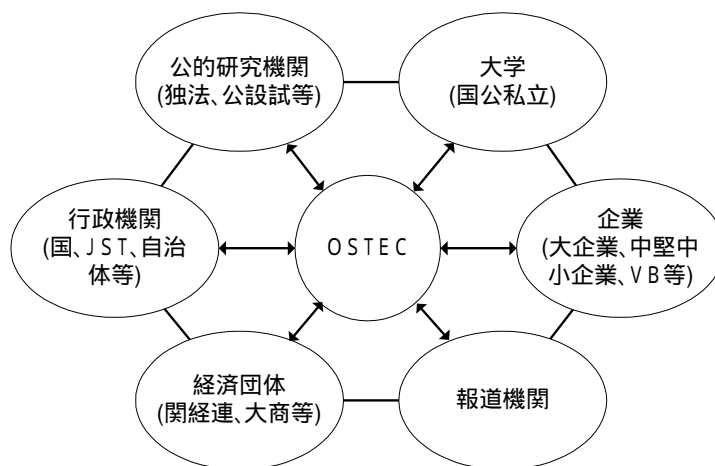 公的研究機関
(独法、公設試等)
大学
(国公私立)
行政機関
(国、JST、自治
体等)
OSTEC
企業
(大企業、中堅中
小企業、VB等)
経済団体
(関経連、大商等)
報道機関